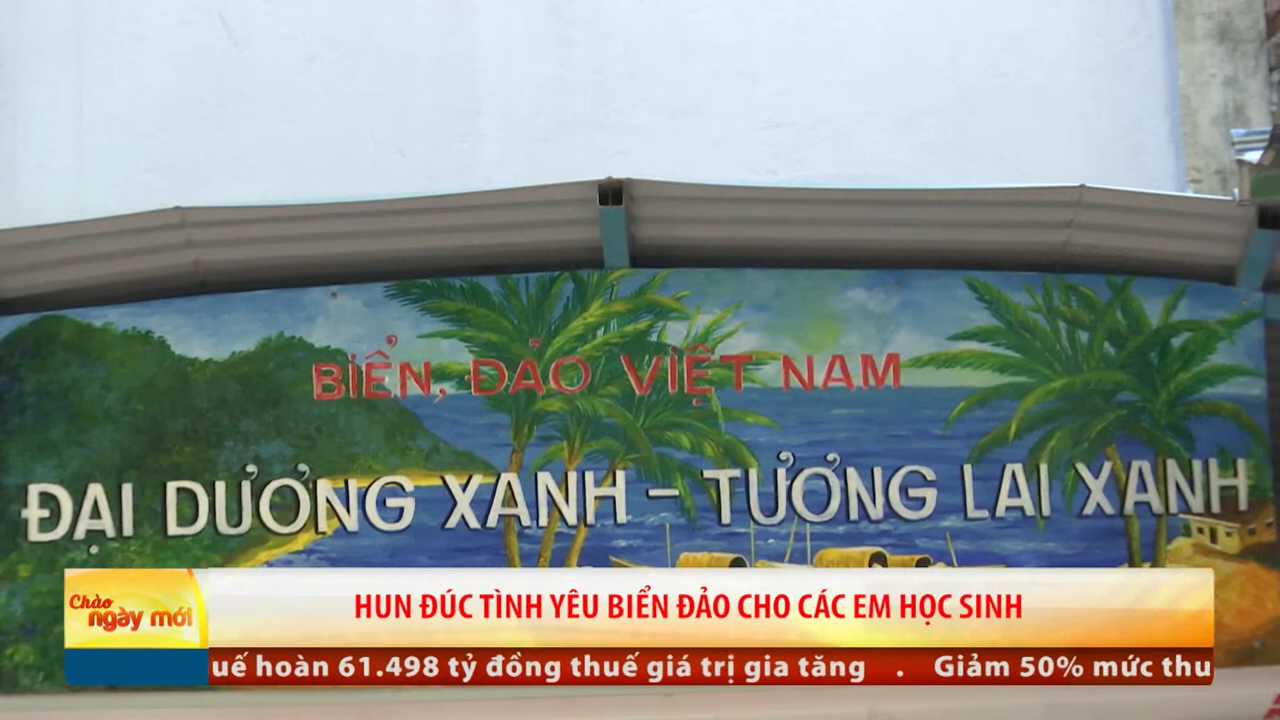 BIỂN, ĐẢO VIỆT NAM
ĐẠI DƯƠNG XANH - TƯƠNG LAI XANH
Chào ngày mới
HUN ĐÚC TÌNH YÊU BIỂN ĐẢO CHO CÁC EM HỌC SINH
uế hoàn 61.498 tỷ đồng thuế giá trị gia tăng . Giảm 50% mức thu